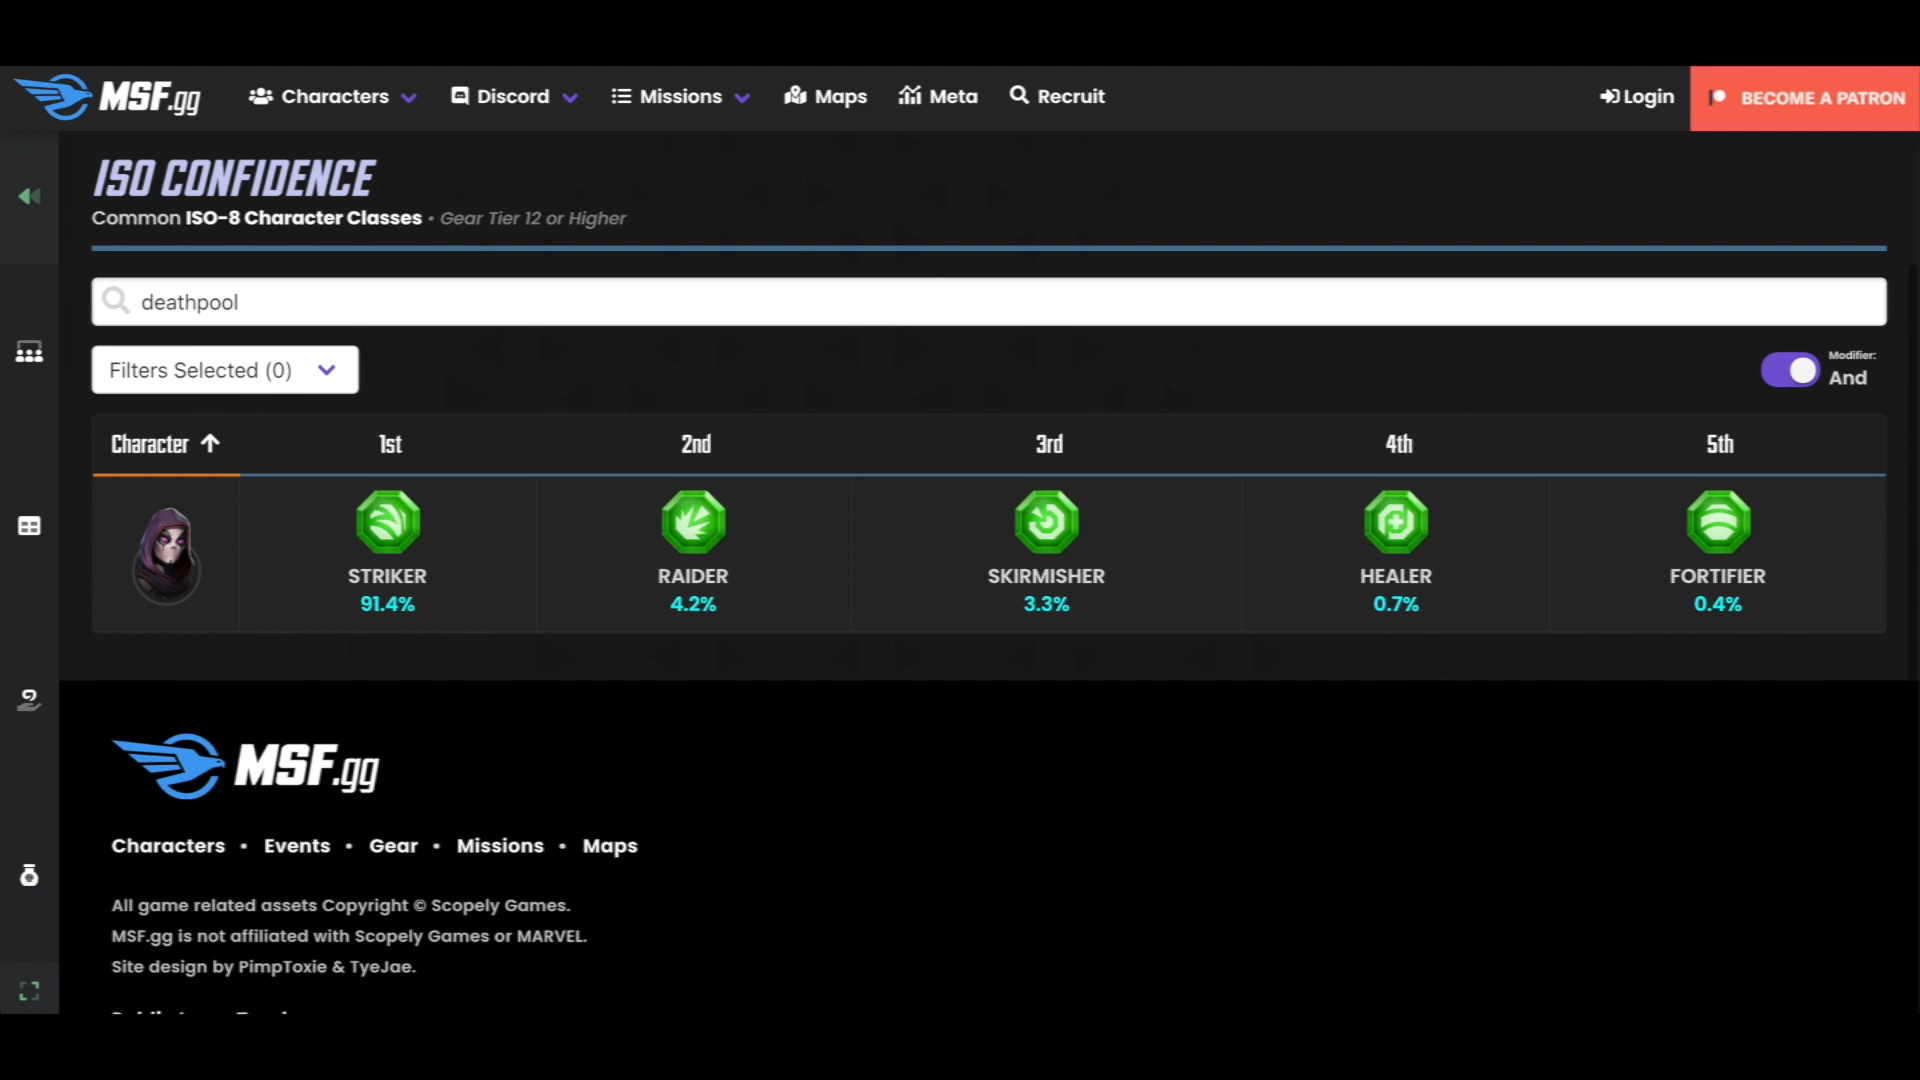 MSF.gg Characters Discord Missions Maps Meta Recruit Login BECOME A PATRON
ISO CONFIDENCE
Common ISO-8 Character Classes • Gear Tier 12 or Higher
deathpool
Filters Selected (0)
Modifier:
And
Character 1st 2nd 3rd 4th 5th
STRIKER RAIDER SKIRMISHER HEALER FORTIFIER
91.4% 4.2% 3.3% 0.7% 0.4%
MSF.gg
Characters • Events • Gear • Missions • Maps
All game related assets Copyright © Scopely Games.
MSF.gg is not affiliated with Scopely Games or MARVEL.
Site design by PimpToxie & TyeJae.